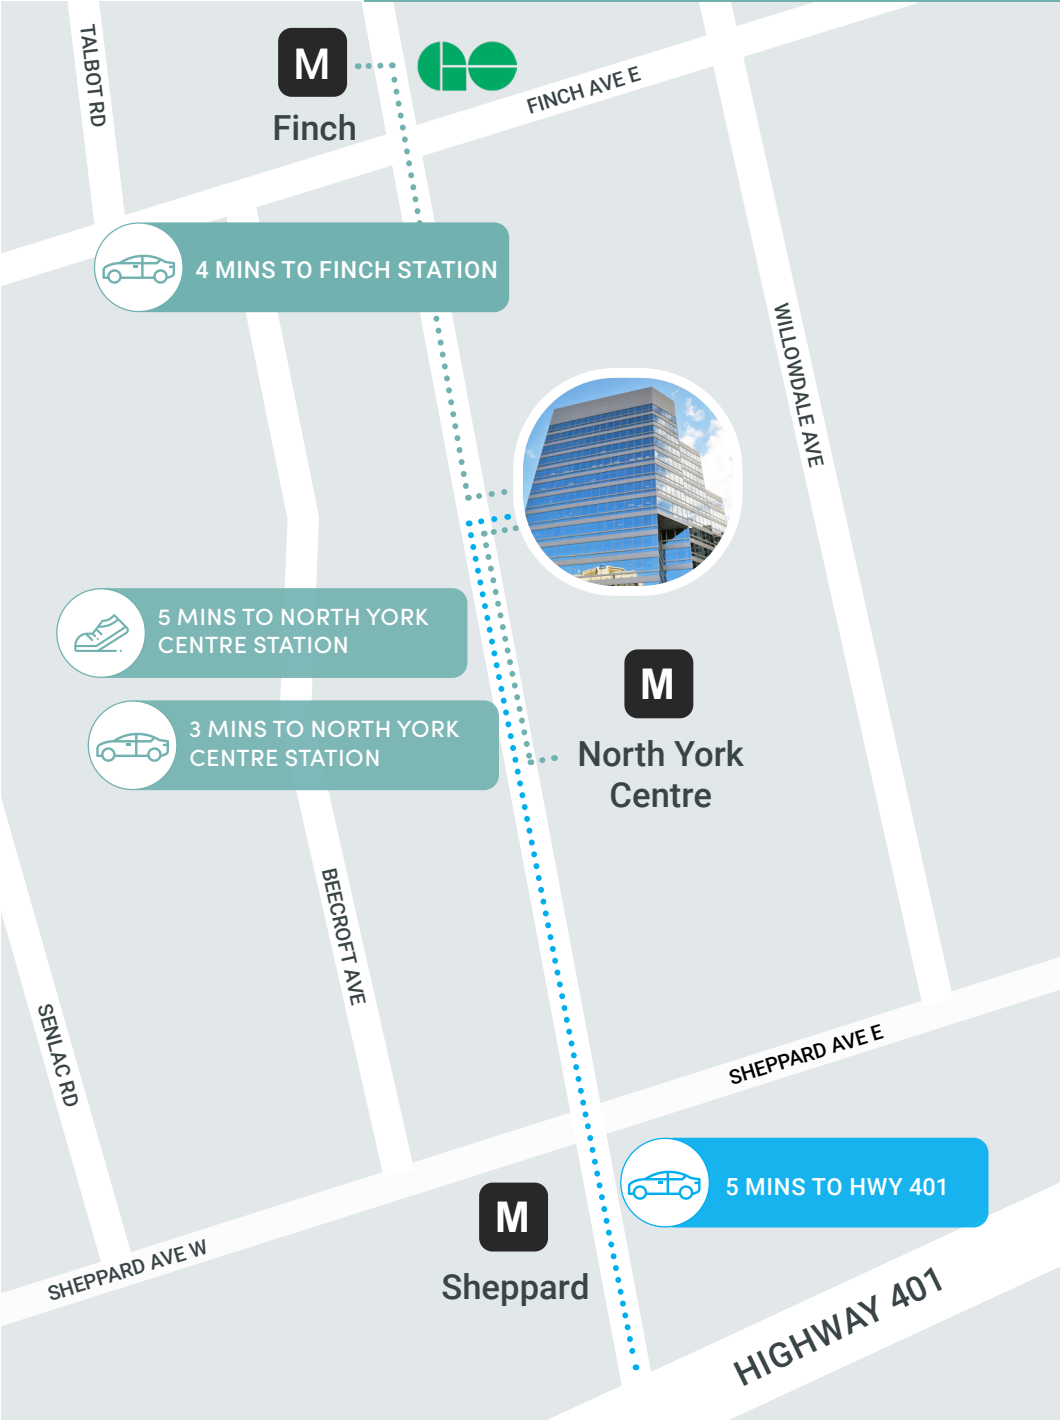 TALBOT RD
M
Finch
GO
FINCH AVE E
4 MINS TO FINCH STATION
WILLOWDALE AVE
5 MINS TO NORTH YORK
CENTRE STATION
M
North York
Centre
3 MINS TO NORTH YORK
CENTRE STATION
BEECROFT AVE
SENLAC RD
SHEPPARD AVE E
5 MINS TO HWY 401
M
Sheppard
SHEPPARD AVE W
HIGHWAY 401